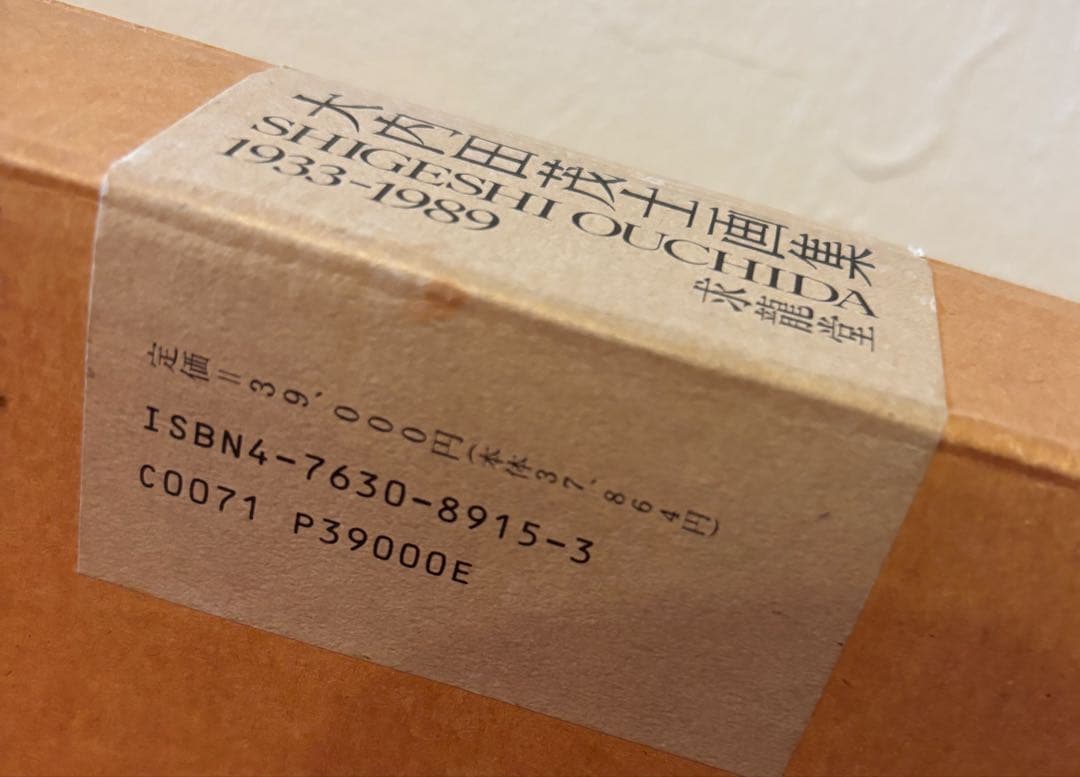 大内田茂士画集
SHIGESHI OUCHIDA
1933-1989
求龍堂
定価=39、000円(本体37、864円)
ISBN4-7630-8915-3
C0071 P39000E